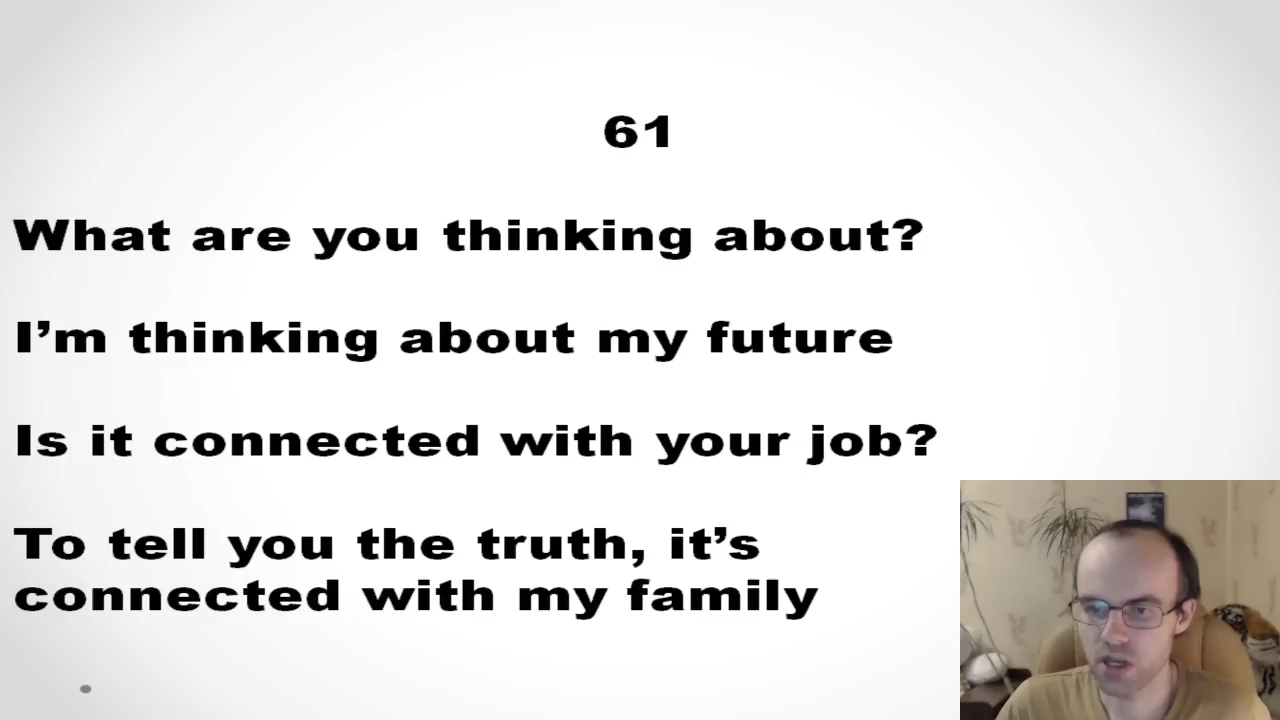 61
What are you thinking about?
I’m thinking about my future
Is it connected with your job?
To tell you the truth, it’s
connected with my family